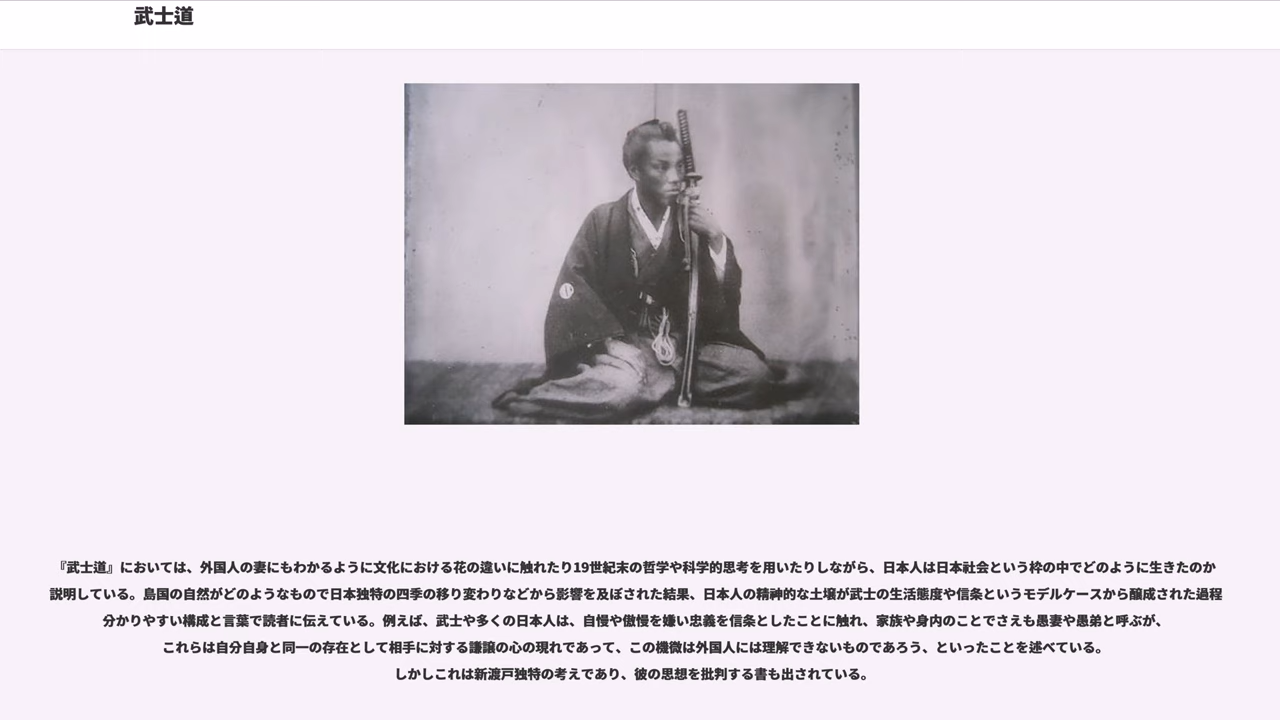 武士道
『武士道』においては、外国人の妻にもわかるように文化における花の違いに触れたり19世紀末の哲学や科学的思考を用いたりしながら、日本人は日本社会という枠の中でどのように生きたのか
説明している。島国の自然がどのようなもので日本独特の四季の移り変わりなどから影響を及ぼされた結果、日本人の精神的な土壌が武士の生活態度や信条というモデルケースから醸成された過程
分かりやすい構成と言葉で読者に伝えている。例えば、武士や多くの日本人は、自慢や傲慢を嫌い忠義を信条としたことに触れ、家族や身内のことでさえも愚妻や愚弟と呼ぶが、
これらは自分自身と同一の存在として相手に対する謙譲の心の現れであって、この機微は外国人には理解できないものであろう、といったことを述べている。
しかしこれは新渡戸独特の考えであり、彼の思想を批判する書も出されている。